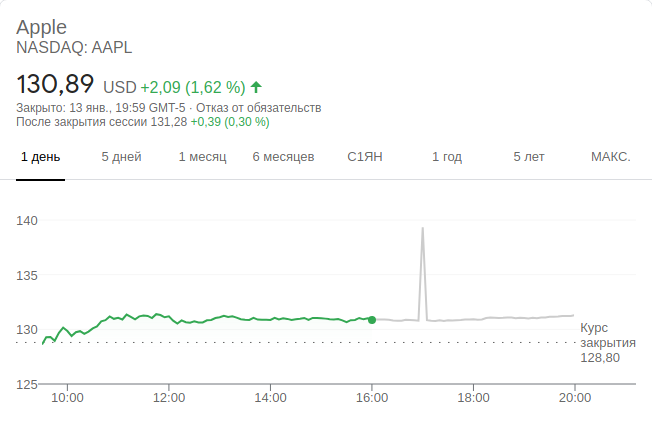 Apple
NASDAQ: AAPL
130,89 USD +2,09 (1,62 %)
Закрыто: 13 янв., 19:59 GMT-5 · Отказ от обязательств
После закрытия сессии 131,28 +0,39 (0,30 %)
1 день 5 дней 1 месяц 6 месяцев С1ЯН 1 год 5 лет МАКС.
140
135
130
Курс
закрытия
128,80
125
10:00 12:00 14:00 16:00 18:00 20:00